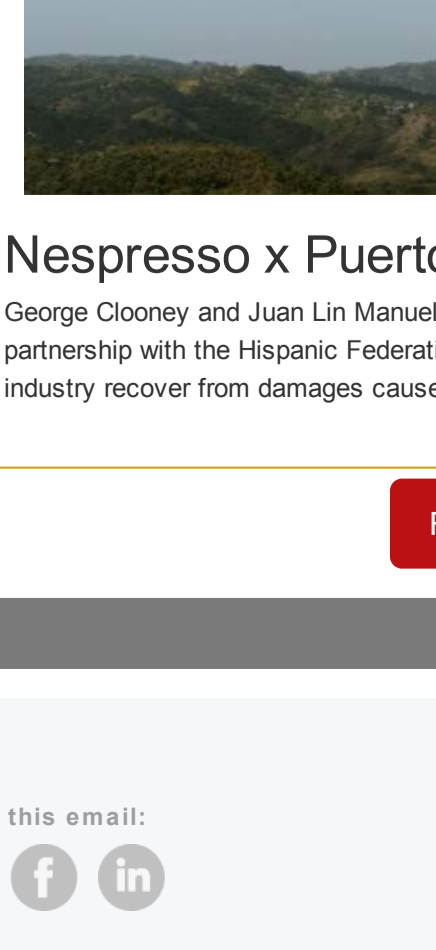 Nespresso x Puerto
George Clooney and Juan Lin Manuel
partnership with the Hispanic Federati
industry recover from damages cause
this email:
f
in